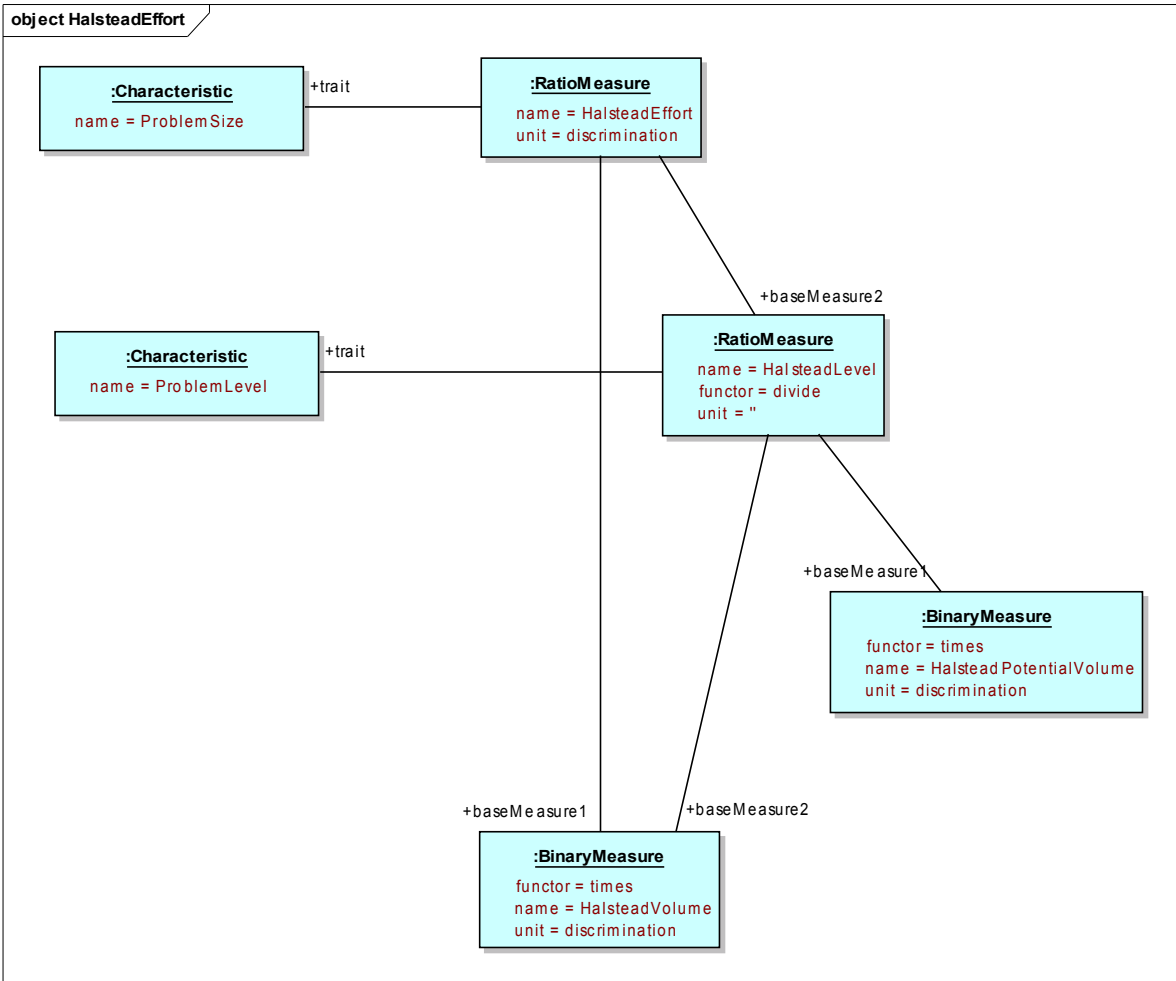 object HalsteadEffort
:Characteristic
name = ProblemSize
+trait
:RatioMeasure
name = HalsteadEffort
unit = discrimination
+baseMeasure2
:Characteristic
name = ProblemLevel
+trait
:RatioMeasure
name = HalsteadLevel
functor = divide
unit = "
+baseMeasure1
:BinaryMeasure
functor = times
name = HalsteadPotentialVolume
unit = discrimination
+baseMeasure1
+baseMeasure2
:BinaryMeasure
functor = times
name = HalsteadVolume
unit = discrimination